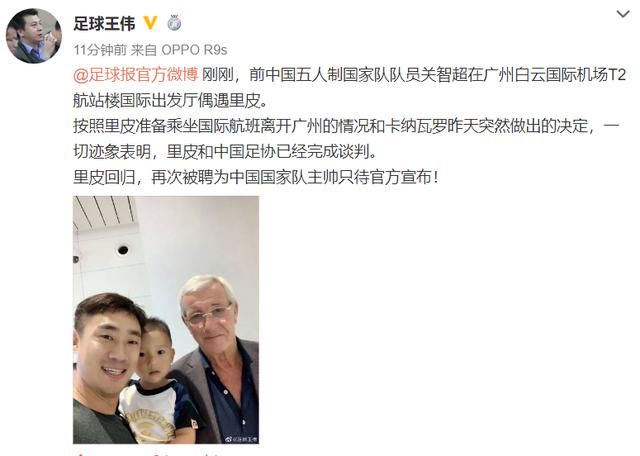 足球王伟
11分钟前 来自 OPPO R9s
@足球报官方微博 刚刚，前中国五人制国家队队员关智超在广州白云国际机场T2
航站楼国际出发厅偶遇里皮。
按照里皮准备乘坐国际航班离开广州的情况和卡纳瓦罗昨天突然做出的决定，一
切迹象表明，里皮和中国足协已经完成谈判。
里皮回归，再次被聘为中国国家队主帅只待官方宣布！
@足球王伟